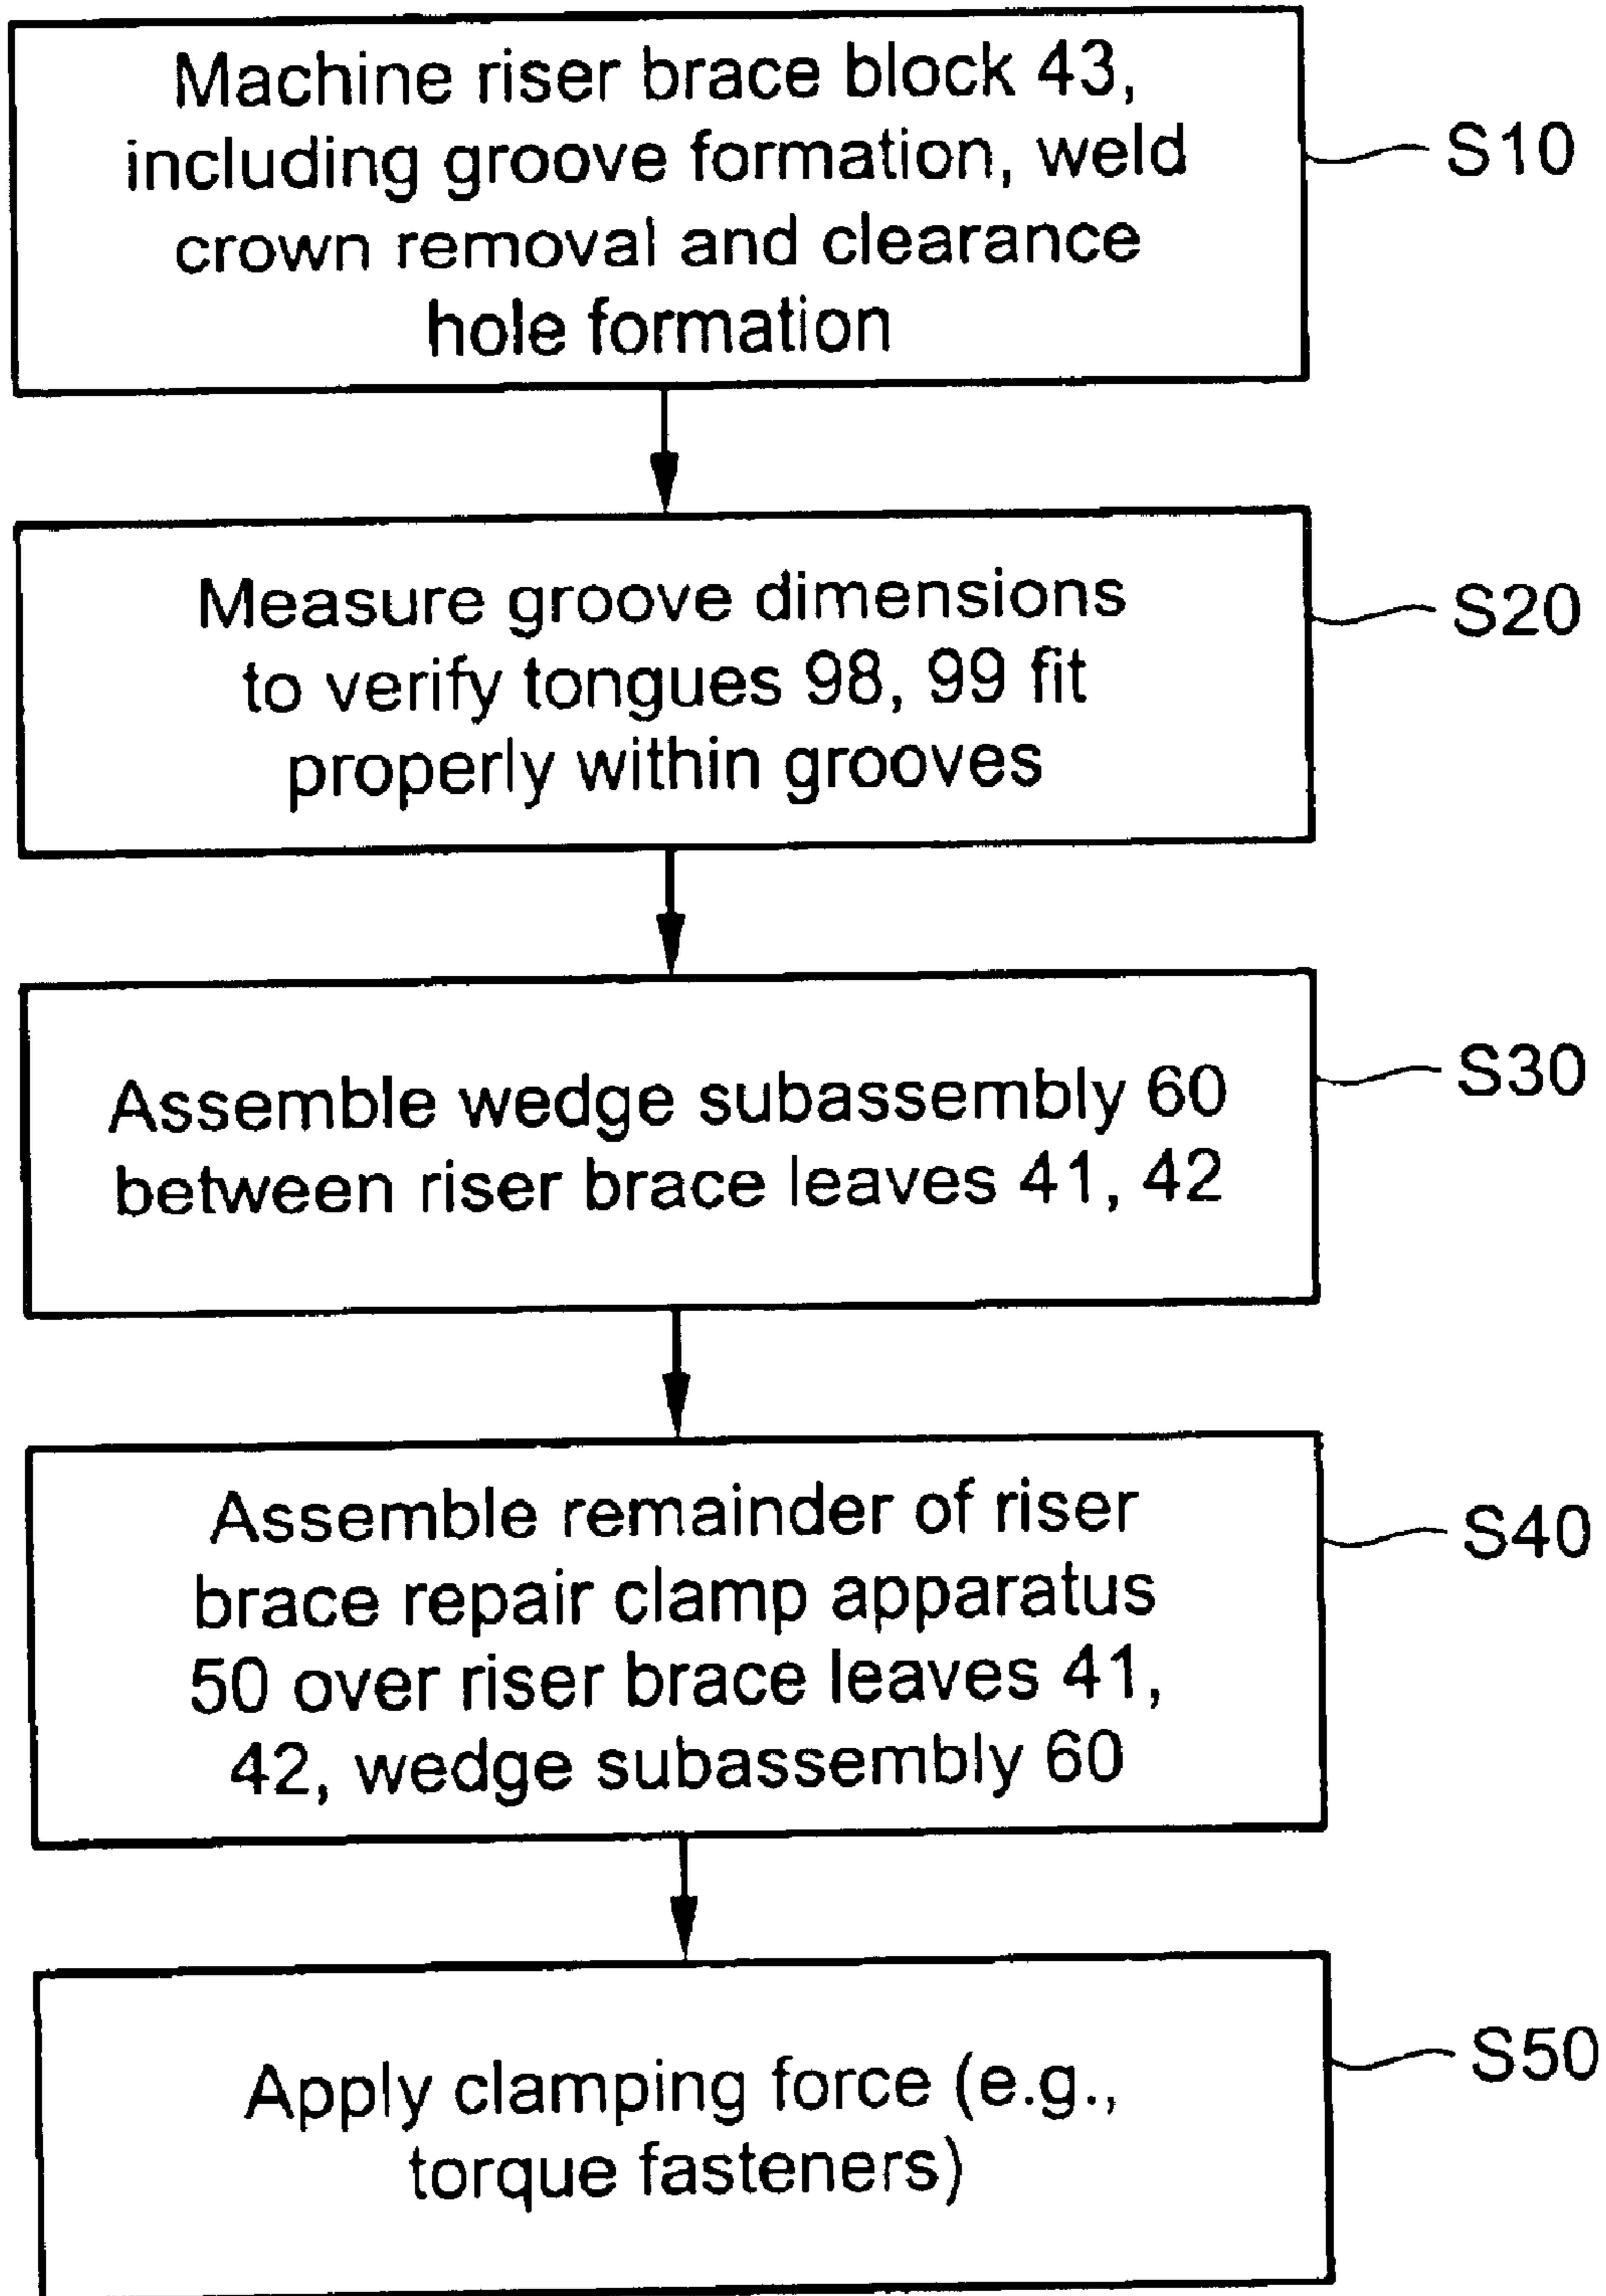 Machine riser brace block 43,
including groove formation, weld
crown removal and clearance
hole formation
S10
Measure groove dimensions
to verify tongues 98, 99 fit
properly within grooves
S20
Assemble wedge subassembly 60
between riser brace leaves 41, 42
S30
Assemble remainder of riser
brace repair clamp apparatus
50 over riser brace leaves 41,
42, wedge subassembly 60
S40
Apply clamping force (e.g.,
torque fasteners)
S50